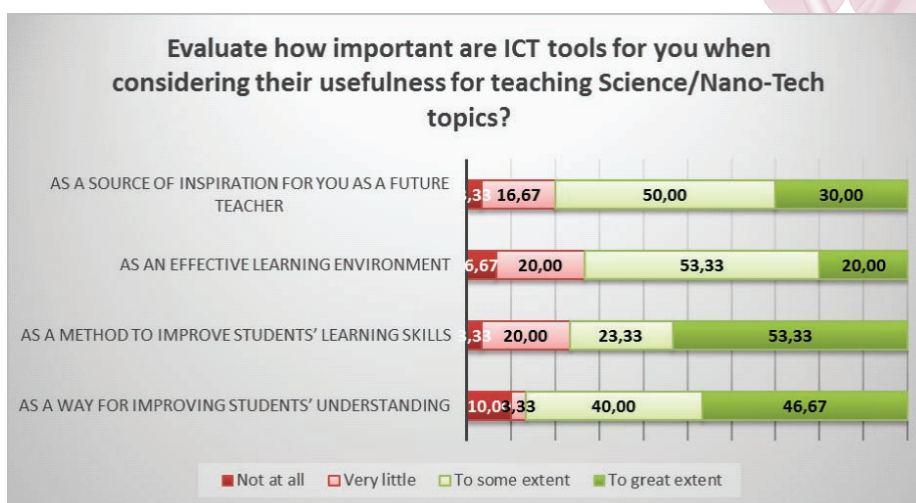 Evaluate how important are ICT tools for you when
considering their usefulness for teaching Science/Nano-Tech
topics?
AS A SOURCE OF INSPIRATION FOR YOU AS A FUTURE
TEACHER
3,33 16,67 50,00 30,00
AS AN EFFECTIVE LEARNING ENVIRONMENT
6,67 20,00 53,33 20,00
AS A METHOD TO IMPROVE STUDENTS’ LEARNING SKILLS
3,33 20,00 23,33 53,33
AS A WAY FOR IMPROVING STUDENTS’ UNDERSTANDING
10,0 3,33 40,00 46,67
Not at all Very little To some extent To great extent